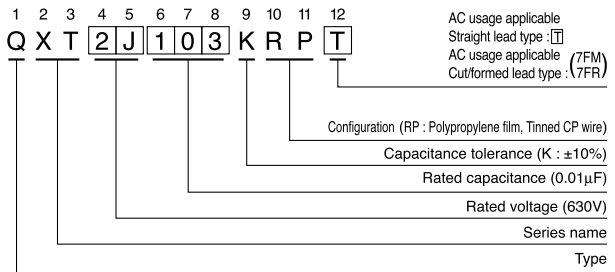 1 2 3 4 5 6 7 8 9 10 11 12
Q X T 2 J 1 0 3 K R P T
AC usage applicable
Straight lead type : T
AC usage applicable
Cut/formed lead type : (7FM
7FR)
Configuration (RP : Polypropylene film, Tinned CP wire)
Capacitance tolerance (K : ±10%)
Rated capacitance (0.01μF)
Rated voltage (630V)
Series name
Type